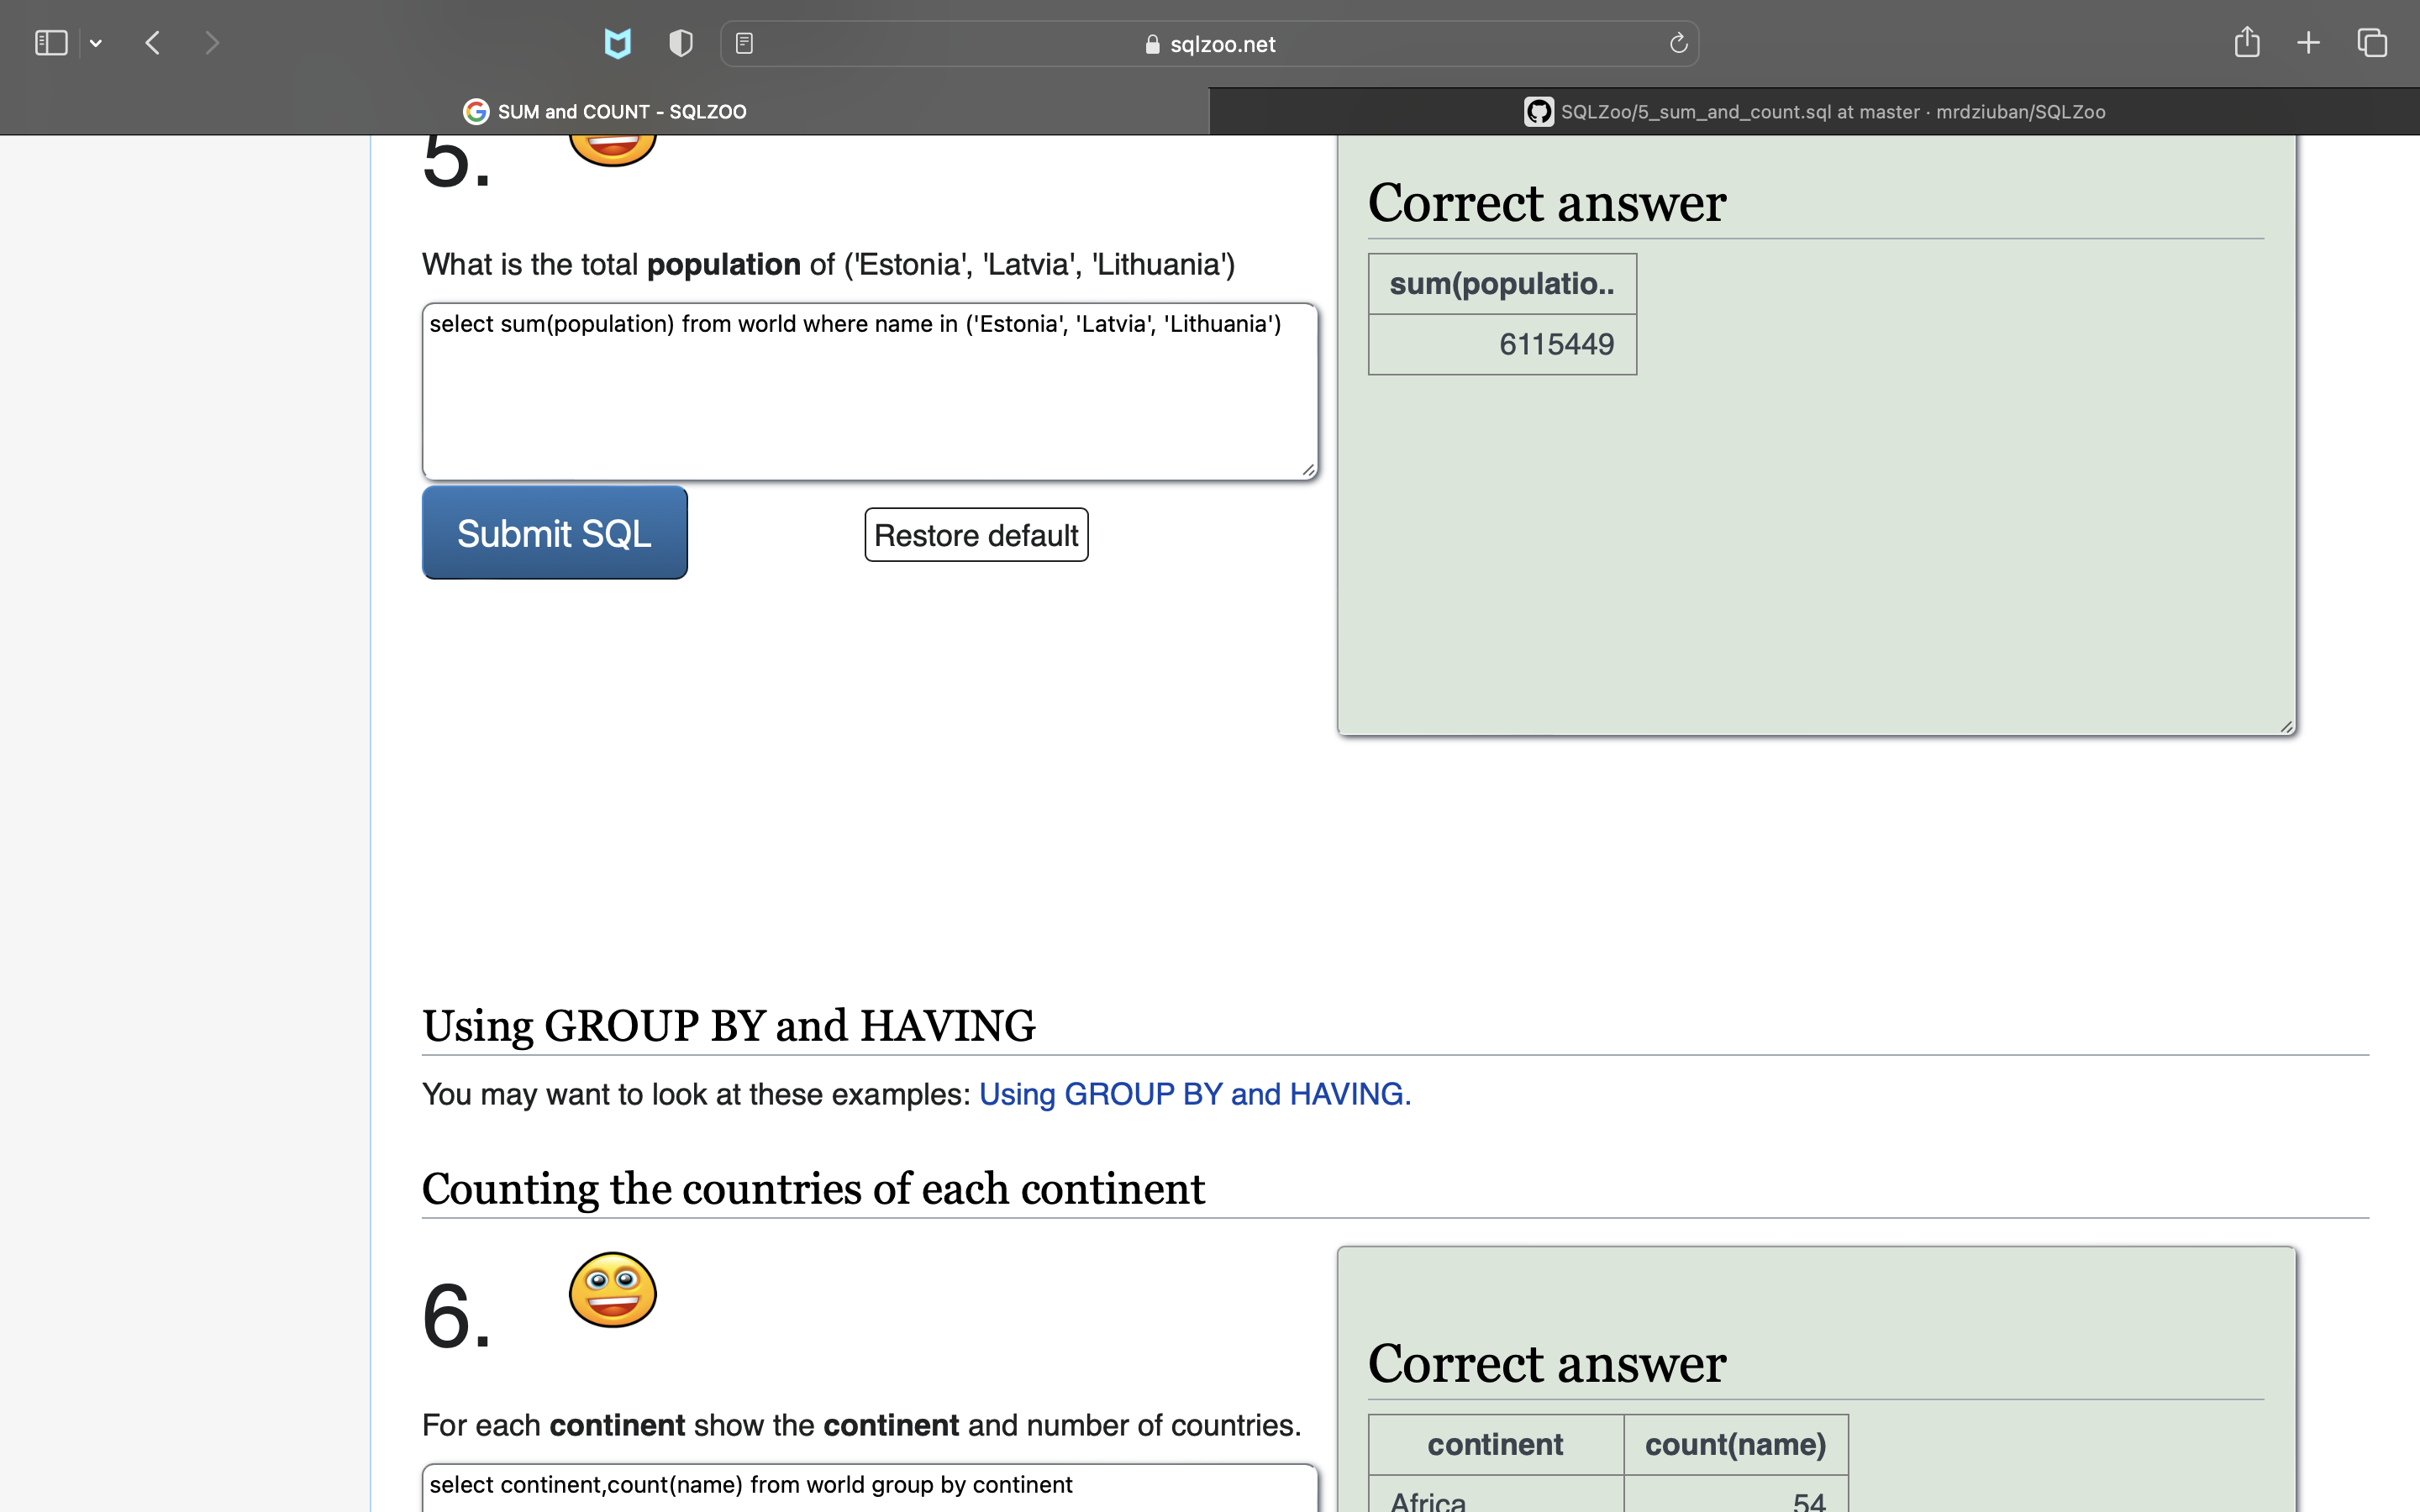 sqlzoo.net
SUM and COUNT - SQLZOO
SQLZoo/5_sum_and_count.sql at master · mrdziuban/SQLZoo
5.
What is the total population of ('Estonia', 'Latvia', 'Lithuania')
select sum(population) from world where name in ('Estonia', 'Latvia', 'Lithuania')
Submit SQL
Restore default
Correct answer
sum(populatio..
6115449
Using GROUP BY and HAVING
You may want to look at these examples: Using GROUP BY and HAVING.
Counting the countries of each continent
6.
For each continent show the continent and number of countries.
select continent,count(name) from world group by continent
Correct answer
continent count(name)
Africa 54